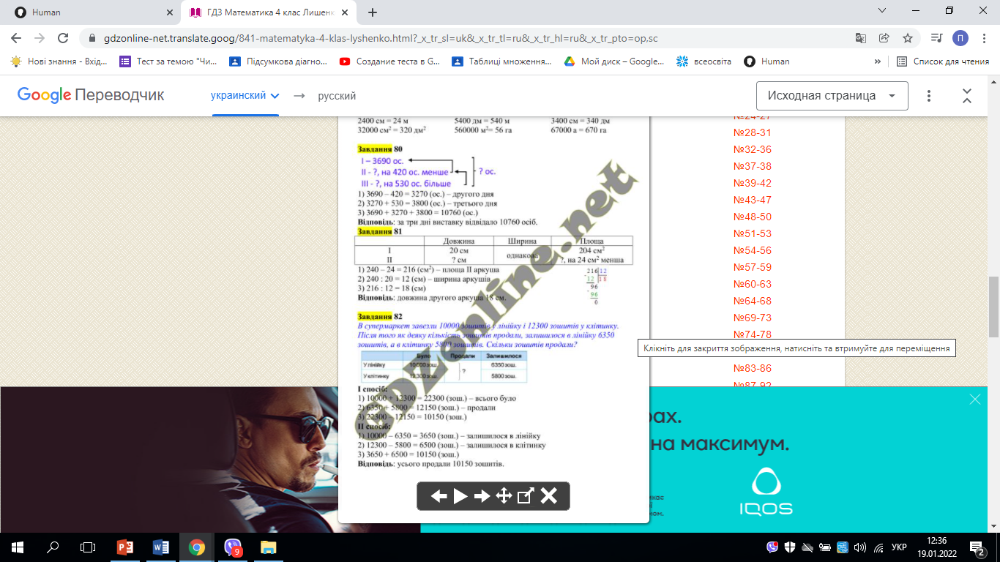 Human
ГДЗ Математика 4 клас Лишенк
gdzonline-net.translate.goog/841-matematyka-4-klas-lyshenko.html?_x_tr_sl=uk&_x_tr_tl=ru&_x_tr_hl=ru&_x_tr_pto=op,sc
П
Нові знання – Вхід...
Тест за темою "Чи...
Підсумкова діагно...
Создание теста в G...
Таблиці множення...
Мой диск – Google...
всеосвіта
Human
»
Список для чтения
Google Переводчик
украинский
русский
Исходная страница
2400 см = 24 м 5400 дм = 540 м 3400 см = 340 дм
32000 см² = 320 дм² 560000 м²= 56 га 67000 а = 670 га
Завдання 80
I – 3690 ос.
II - ?, на 420 ос. менше
? ос.
III - ?, на 530 ос. більше
1) 3690 – 420 = 3270 (ос.) – другого дня
2) 3270 + 530 = 3800 (ос.) – третього дня
3) 3690 + 3270 + 3800 = 10760 (ос.)
Відповідь: за три дні виставку відвідало 10760 осіб.
Завдання 81
Довжина Ширина Площа
I 20 см однакова 204 см²
II ? см ?, на 24 см² менша
1) 240 – 24 = 216 (см²) – площа II аркуша
2) 240 : 20 = 12 (см) – ширина аркушів
3) 216 : 12 = 18 (см)
Відповідь: довжина другого аркуша 18 см.
216 12
12 18
96
96
0
Завдання 82
В супермаркет завезли 10000 зошитів у лінійку і 12300 зошитів у клітинку.
Після того як деяку кількість зошитів продали, залишилося в лінійку 6350
зошитів, а в клітинку 5800 зошитів. Скільки зошитів продали?
Було Продали Залишилося
У лінійку 10 000 зош. ? 6350 зош.
У клітинку 12 300 зош. 5800 зош.
I спосіб:
1) 10000 + 12300 = 22300 (зош.) – всього було
2) 6350 + 5800 = 12150 (зош.) – продали
3) 22300 – 12150 = 10150 (зош.)
II спосіб:
1) 10000 – 6350 = 3650 (зош.) – залишилося в лінійку
2) 12300 – 5800 = 6500 (зош.) – залишилося в клітинку
3) 3650 + 6500 = 10150 (зош.)
Відповідь: усього продали 10150 зошитів.
GDZonline.net
№24-27
№28-31
№32-36
№37-38
№39-42
№43-47
№48-50
№51-53
№54-56
№57-59
№60-63
№64-68
№69-73
№74-78
Клікніть для закриття зображення, натисніть та втримуйте для переміщення
№83-86
№87-92
рах.
на максимум.
IQOS
9
УКР
12:36
19.01.2022
2